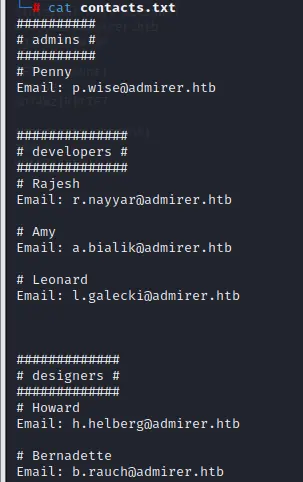 └─# cat contacts.txt
##########
# admins #
##########
# Penny
Email: p.wise@admirer.htb
##############
# developers #
##############
# Rajesh
Email: r.nayyar@admirer.htb
# Amy
Email: a.bialik@admirer.htb
# Leonard
Email: l.galecki@admirer.htb
#############
# designers #
#############
# Howard
Email: h.helberg@admirer.htb
# Bernadette
Email: b.rauch@admirer.htb